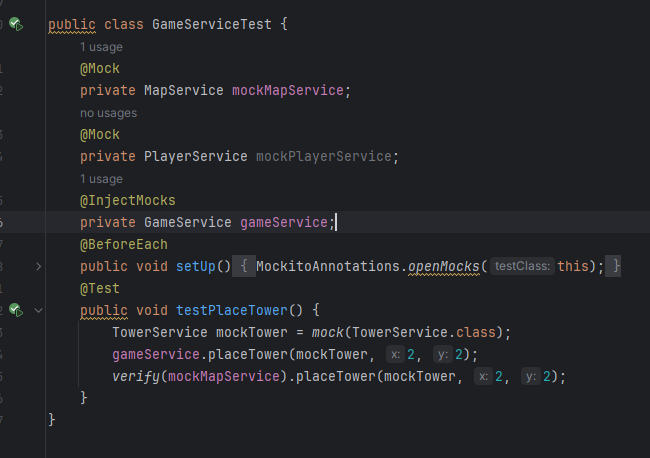 public class GameServiceTest {
1 usage
@Mock
private MapService mockMapService;
no usages
@Mock
private PlayerService mockPlayerService;
1 usage
@InjectMocks
private GameService gameService;
@BeforeEach
public void setUp() { MockitoAnnotations.openMocks( testClass: this); }
@Test
public void testPlaceTower() {
TowerService mockTower = mock(TowerService.class);
gameService.placeTower(mockTower, x: 2, y: 2);
verify(mockMapService).placeTower(mockTower, x: 2, y: 2);
}
}